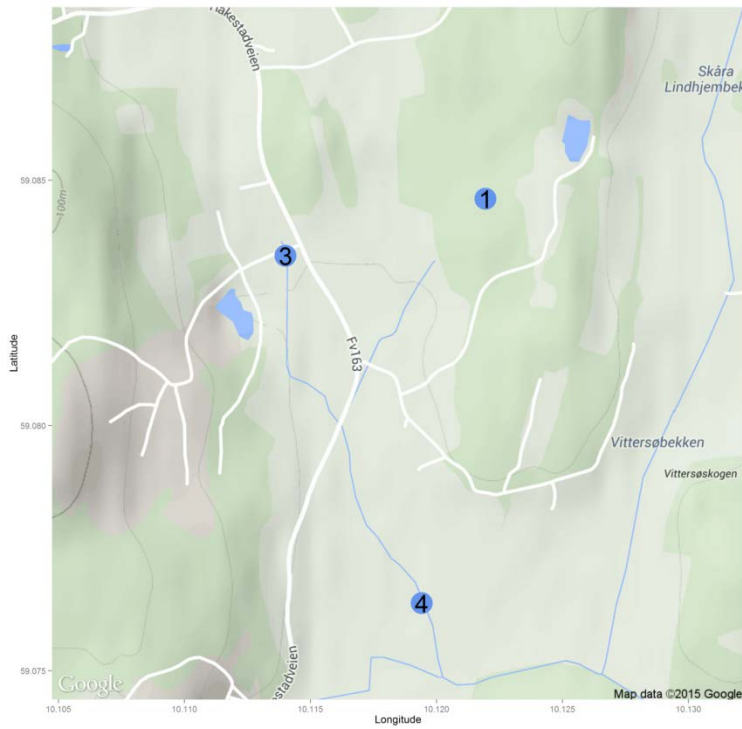 Hakestadveien
Skåra
Lindhjembek
59.085
1
100m
3
Fv163
Latitude
59.080
Vittersøbekken
Vittersøskogen
4
59.075
estadveien
Google
Map data ©2015 Google
10.105
10.110
10.115
10.120
10.125
10.130
Longitude